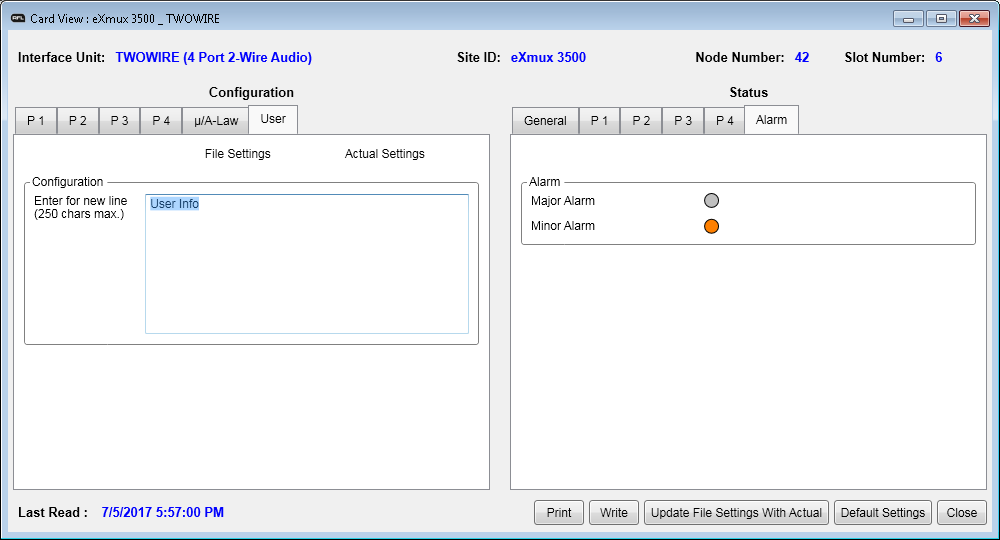 AFL Card View : eXmux 3500 _ TWOWIRE
Interface Unit: TWOWIRE (4 Port 2-Wire Audio) Site ID: eXmux 3500 Node Number: 42 Slot Number: 6
Configuration Status
P 1 P 2 P 3 P 4 µ/A-Law User General P 1 P 2 P 3 P 4 Alarm
File Settings Actual Settings
Configuration
Enter for new line
(250 chars max.)
User Info
Alarm
Major Alarm
Minor Alarm
Last Read : 7/5/2017 5:57:00 PM Print Write Update File Settings With Actual Default Settings Close